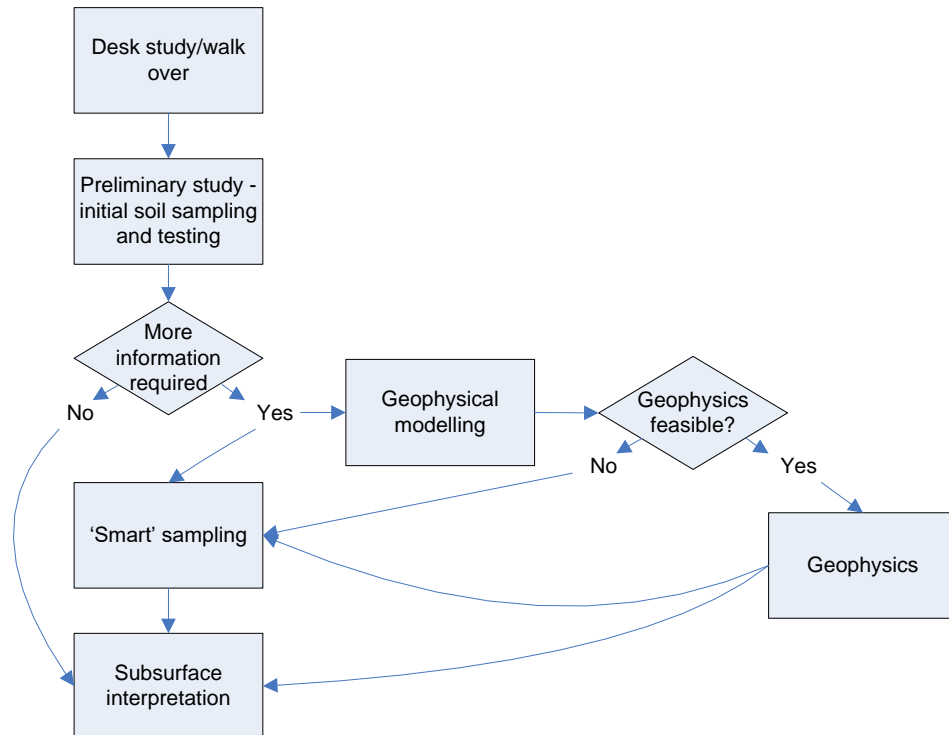 Desk study/walk
over
Preliminary study -
initial soil sampling
and testing
More
information
required
No
Yes
Geophysical
modelling
Geophysics
feasible?
No
Yes
‘Smart’ sampling
Geophysics
Subsurface
interpretation